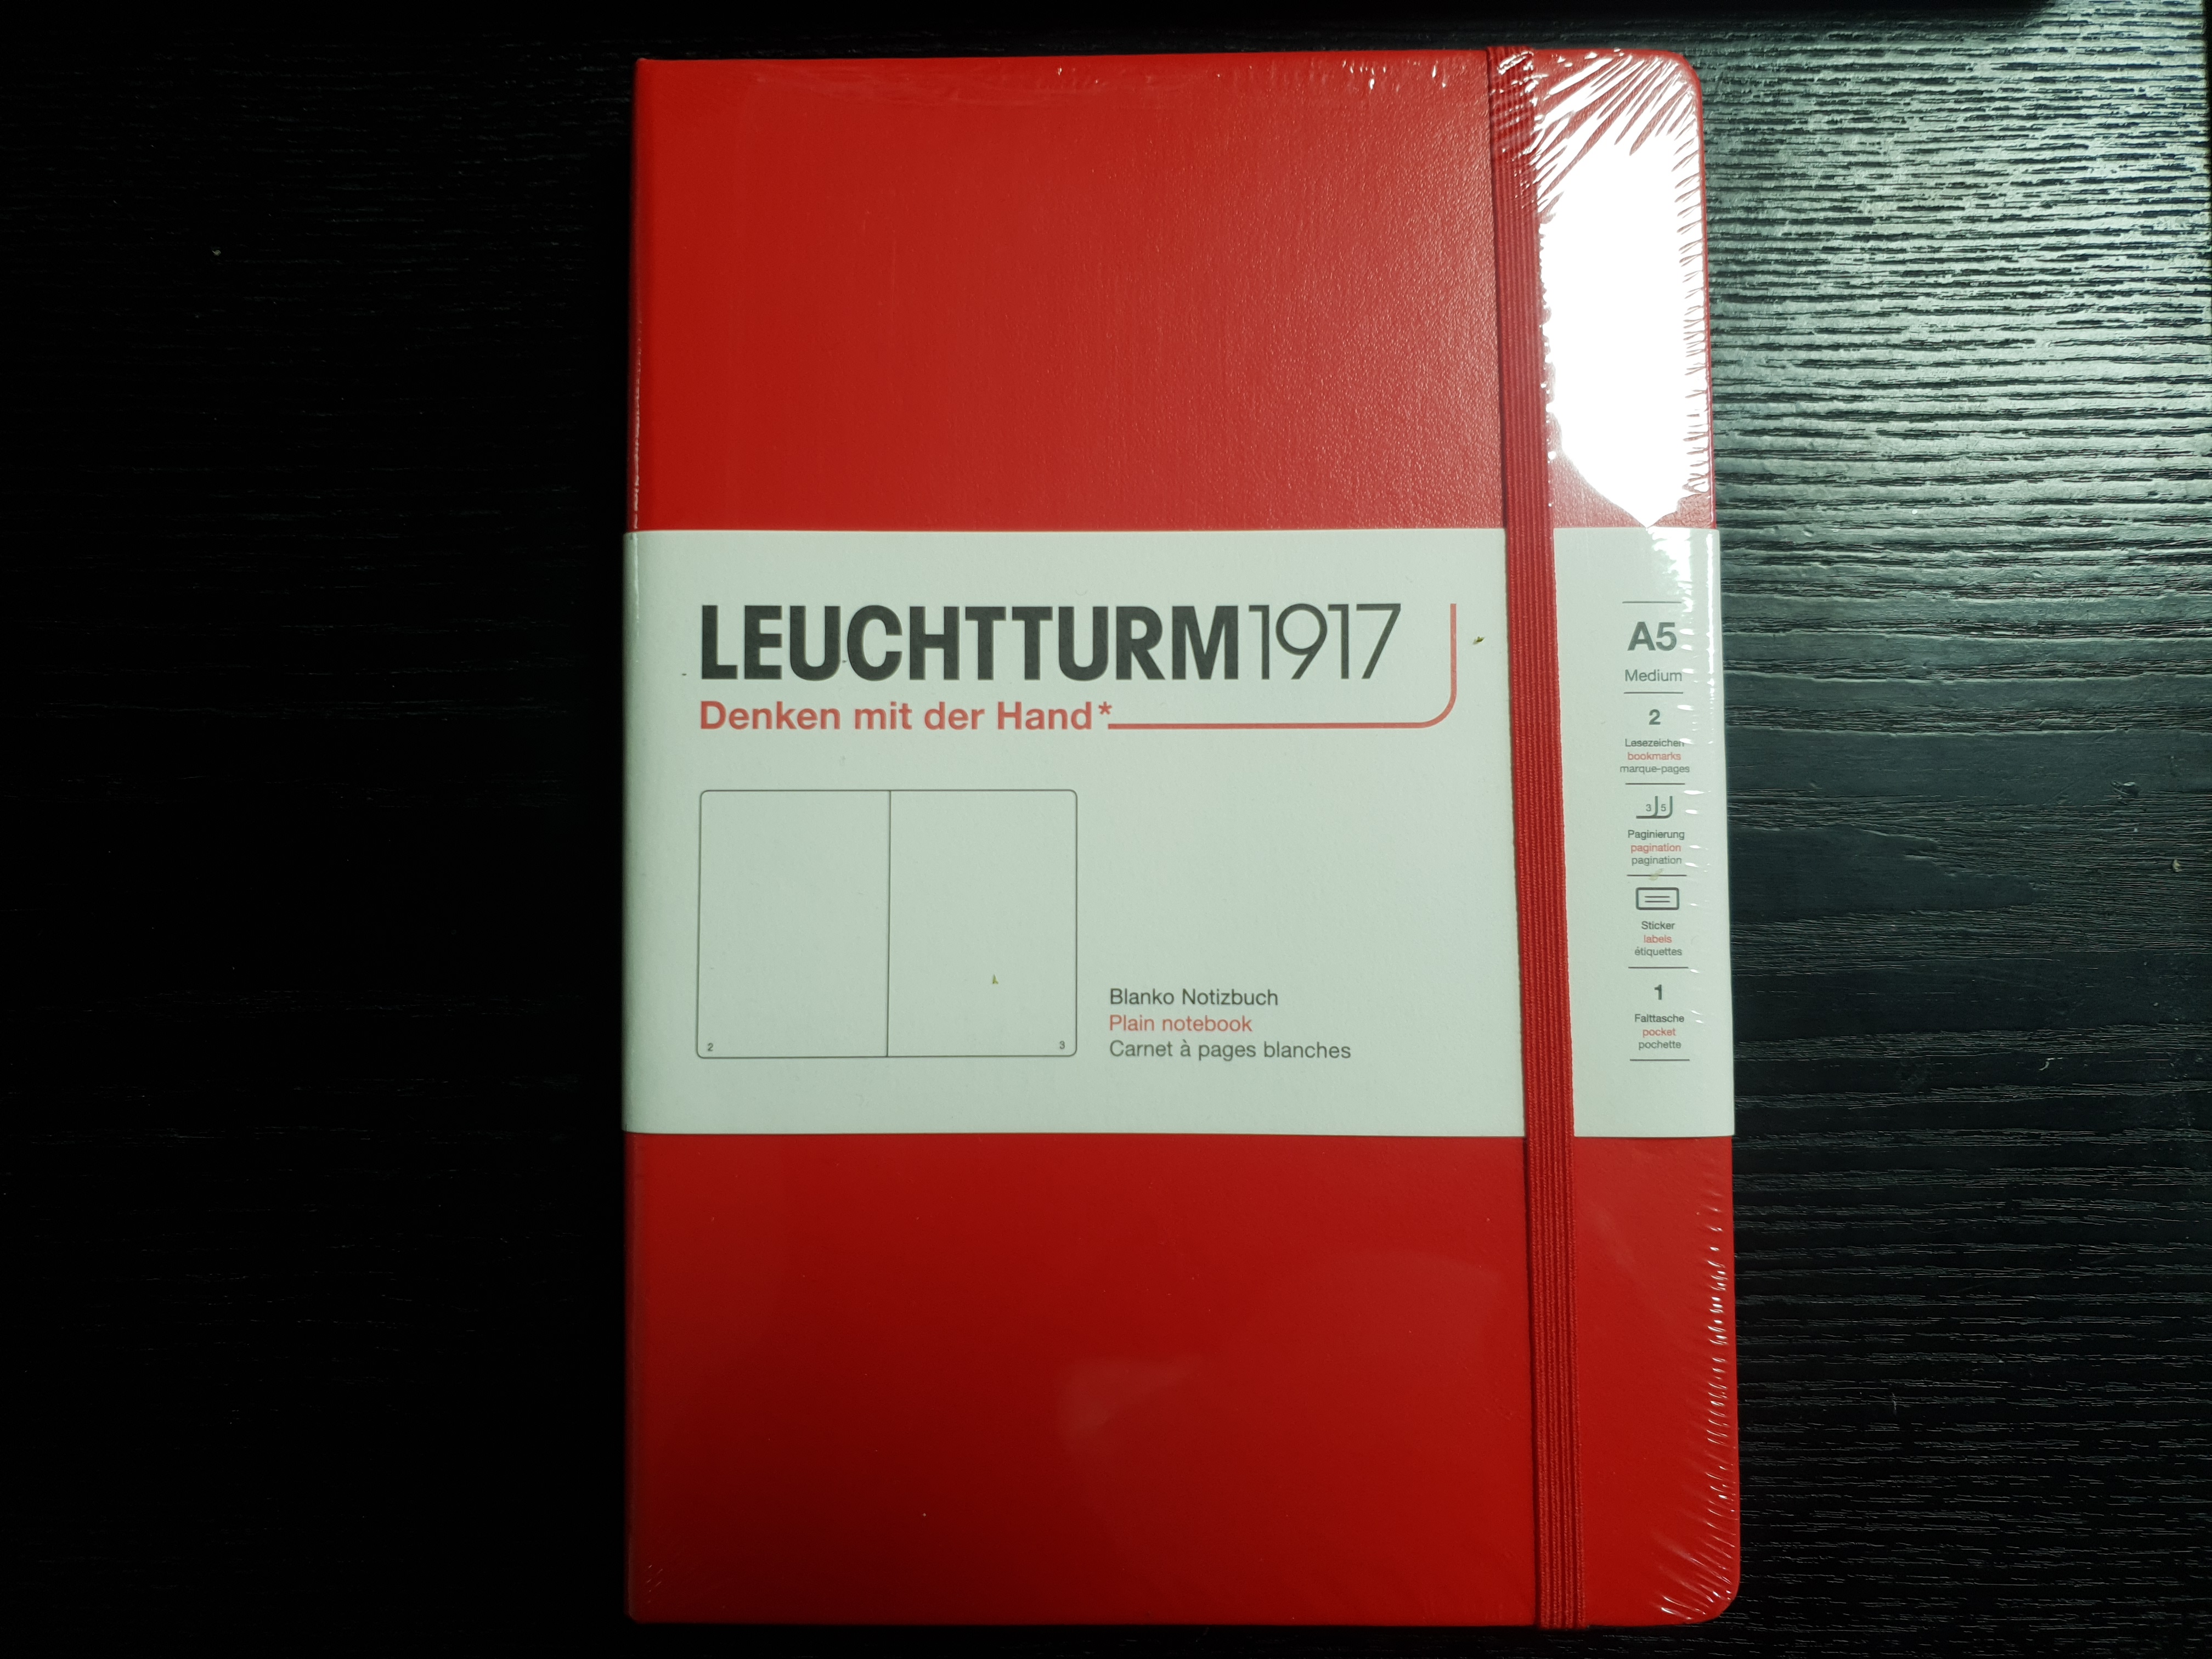 LEUCHTTURM1917
Denken mit der Hand*
2
3
Blanko Notizbuch
Plain notebook
Carnet à pages blanches
A5
Medium
2
Lesezeichen
bookmarks
marque-pages
3 5
Paginierung
pagination
pagination
Sticker
labels
étiquettes
1
Falttasche
pocket
pochette